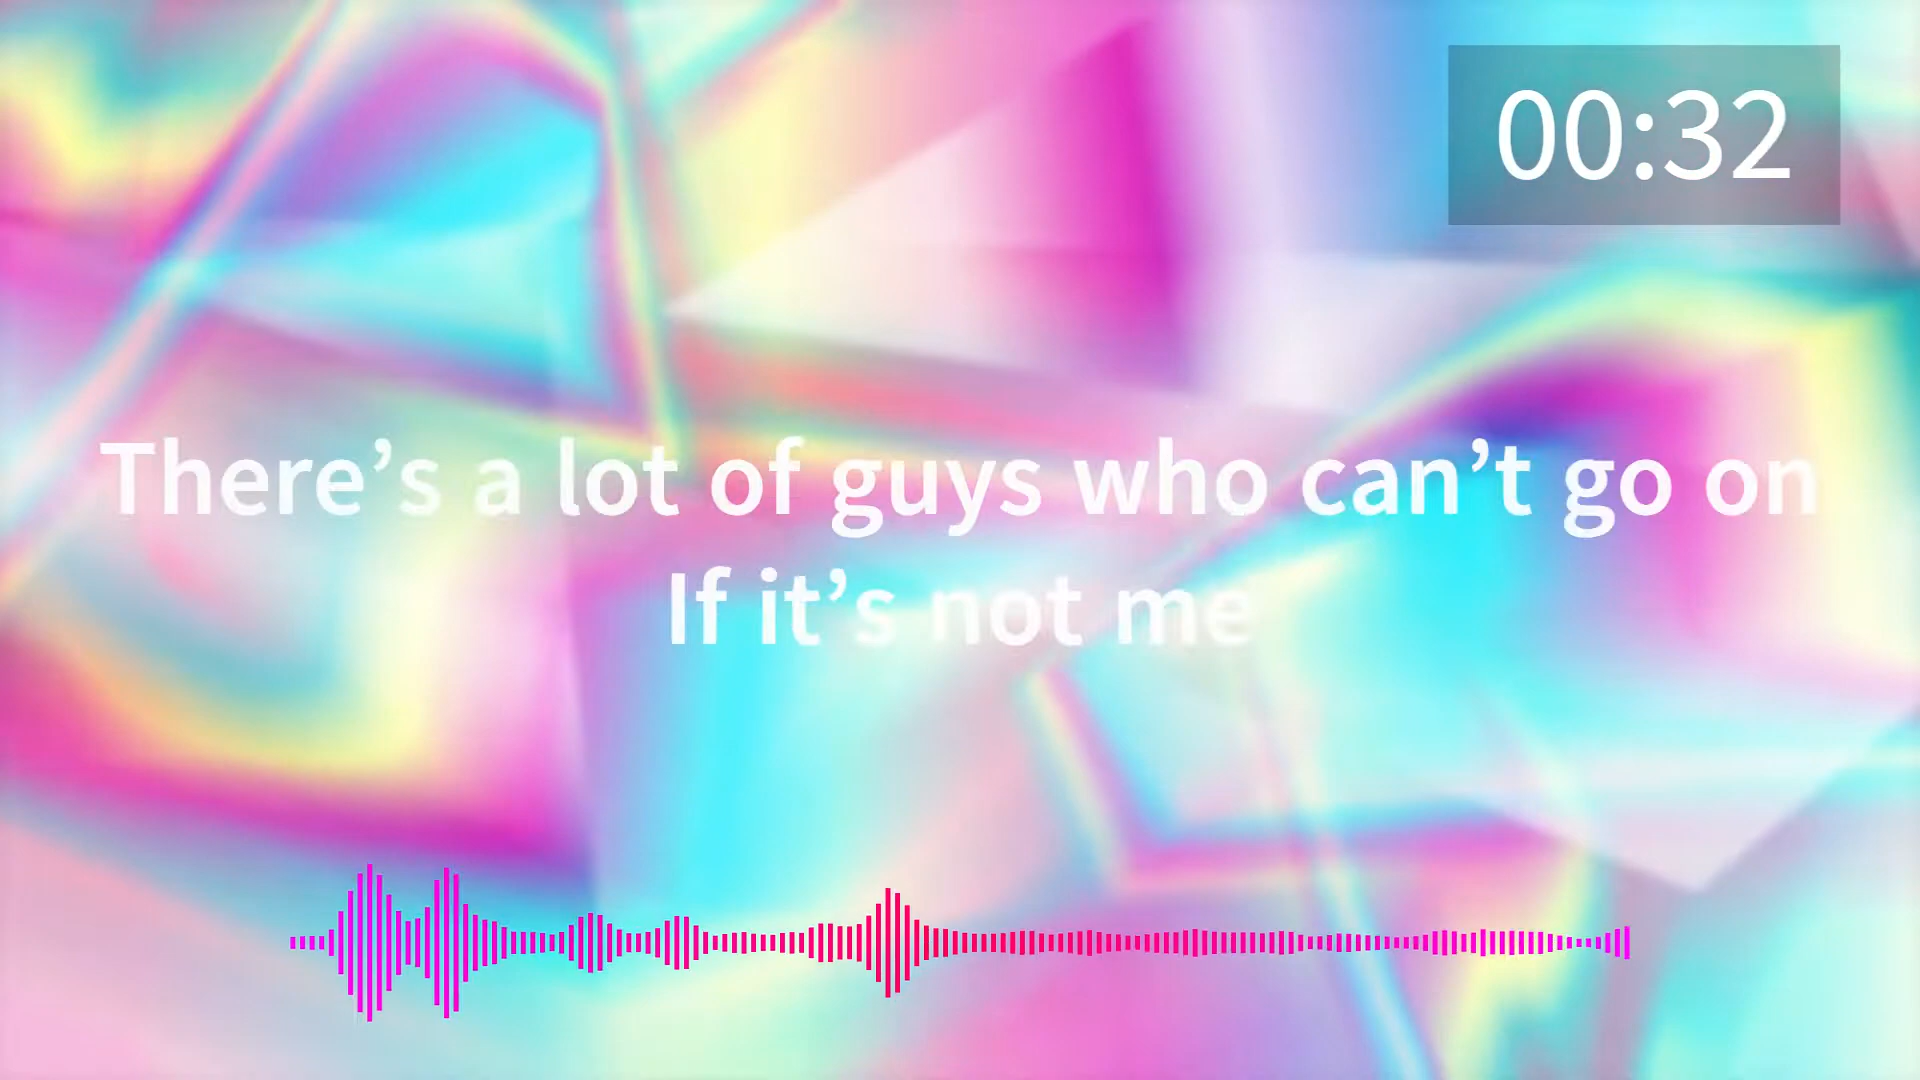 00:32
There’s a lot of guys who can’t go on
If it’s not me